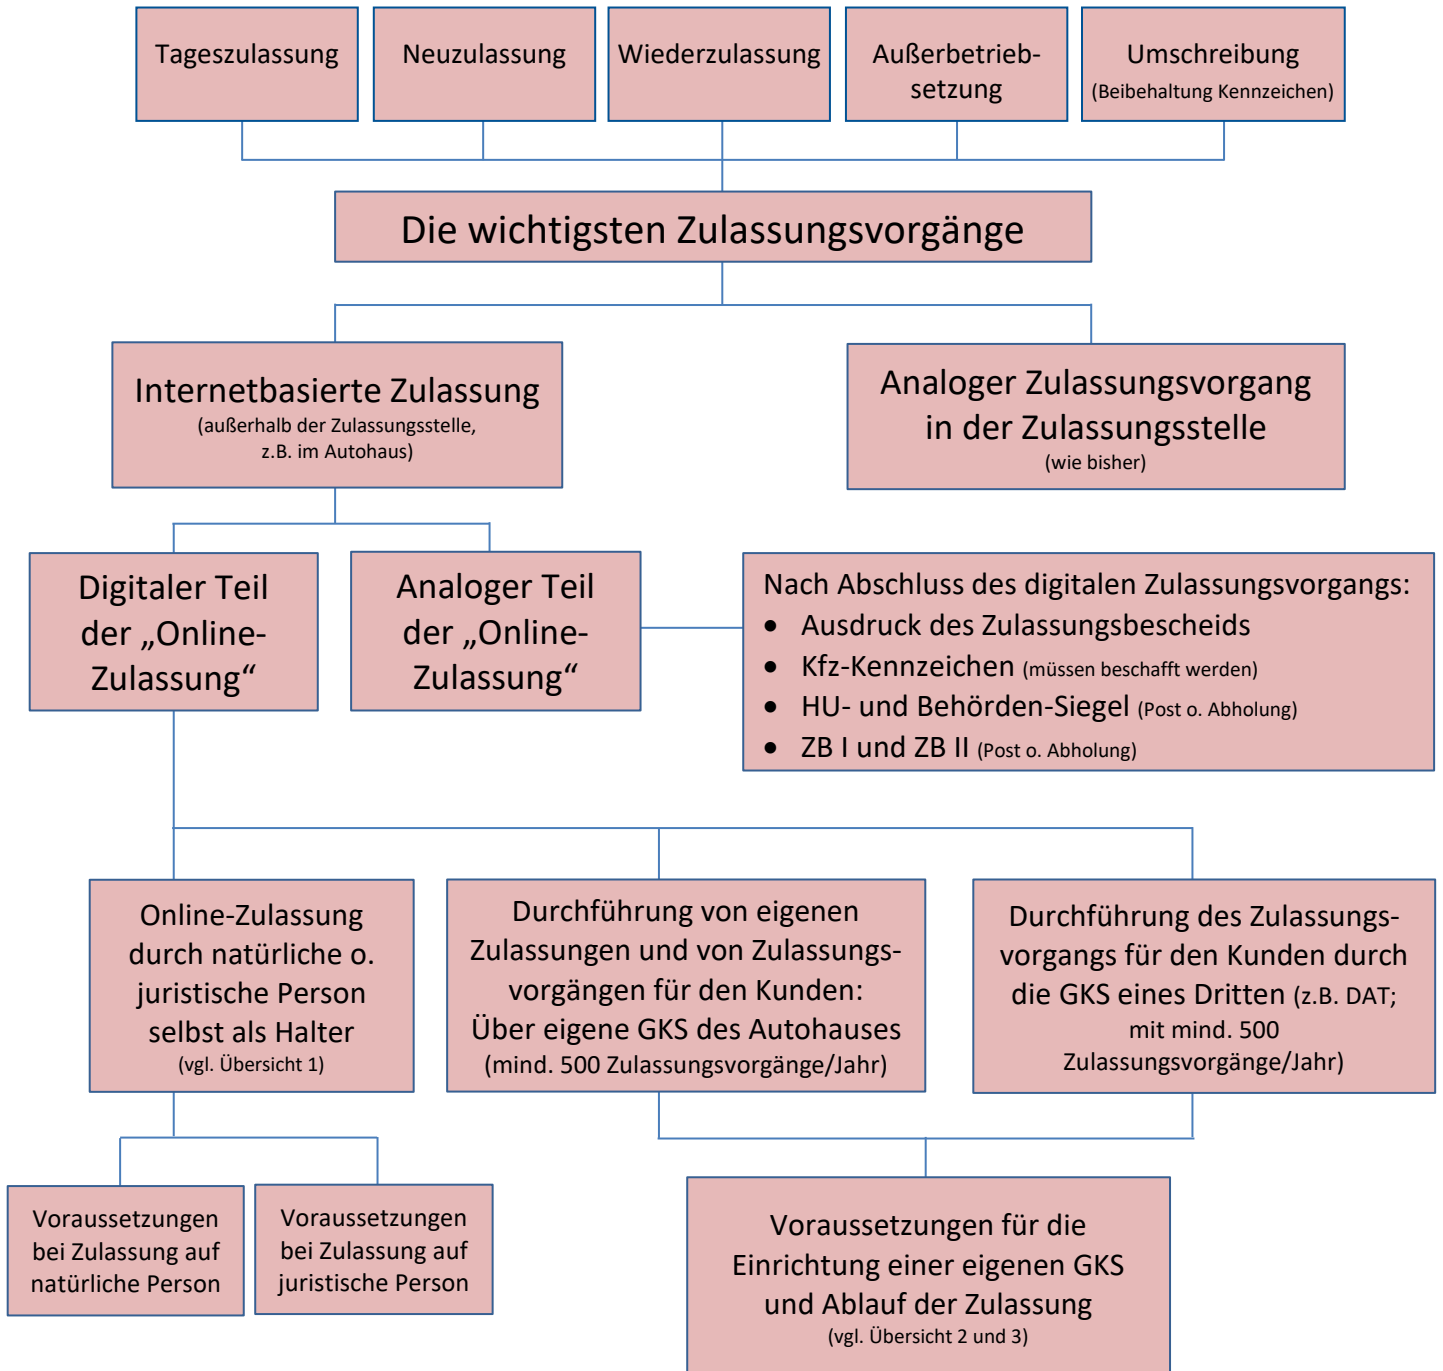 Tageszulassung
Neuzulassung
Wiederzulassung
Außerbetrieb-
setzung
Umschreibung
(Beibehaltung Kennzeichen)
Die wichtigsten Zulassungsvorgänge
Internetbasierte Zulassung
(außerhalb der Zulassungsstelle,
z.B. im Autohaus)
Analoger Zulassungsvorgang
in der Zulassungsstelle
(wie bisher)
Digitaler Teil
der „Online-
Zulassung“
Analoger Teil
der „Online-
Zulassung“
Nach Abschluss des digitalen Zulassungsvorgangs:
• Ausdruck des Zulassungsbescheids
• Kfz-Kennzeichen (müssen beschafft werden)
• HU- und Behörden-Siegel (Post o. Abholung)
• ZB I und ZB II (Post o. Abholung)
Online-Zulassung
durch natürliche o.
juristische Person
selbst als Halter
(vgl. Übersicht 1)
Durchführung von eigenen
Zulassungen und von Zulassungs-
vorgängen für den Kunden:
Über eigene GKS des Autohauses
(mind. 500 Zulassungsvorgänge/Jahr)
Durchführung des Zulassungs-
vorgangs für den Kunden durch
die GKS eines Dritten (z.B. DAT;
mit mind. 500
Zulassungsvorgänge/Jahr)
Voraussetzungen
bei Zulassung auf
natürliche Person
Voraussetzungen
bei Zulassung auf
juristische Person
Voraussetzungen für die
Einrichtung einer eigenen GKS
und Ablauf der Zulassung
(vgl. Übersicht 2 und 3)